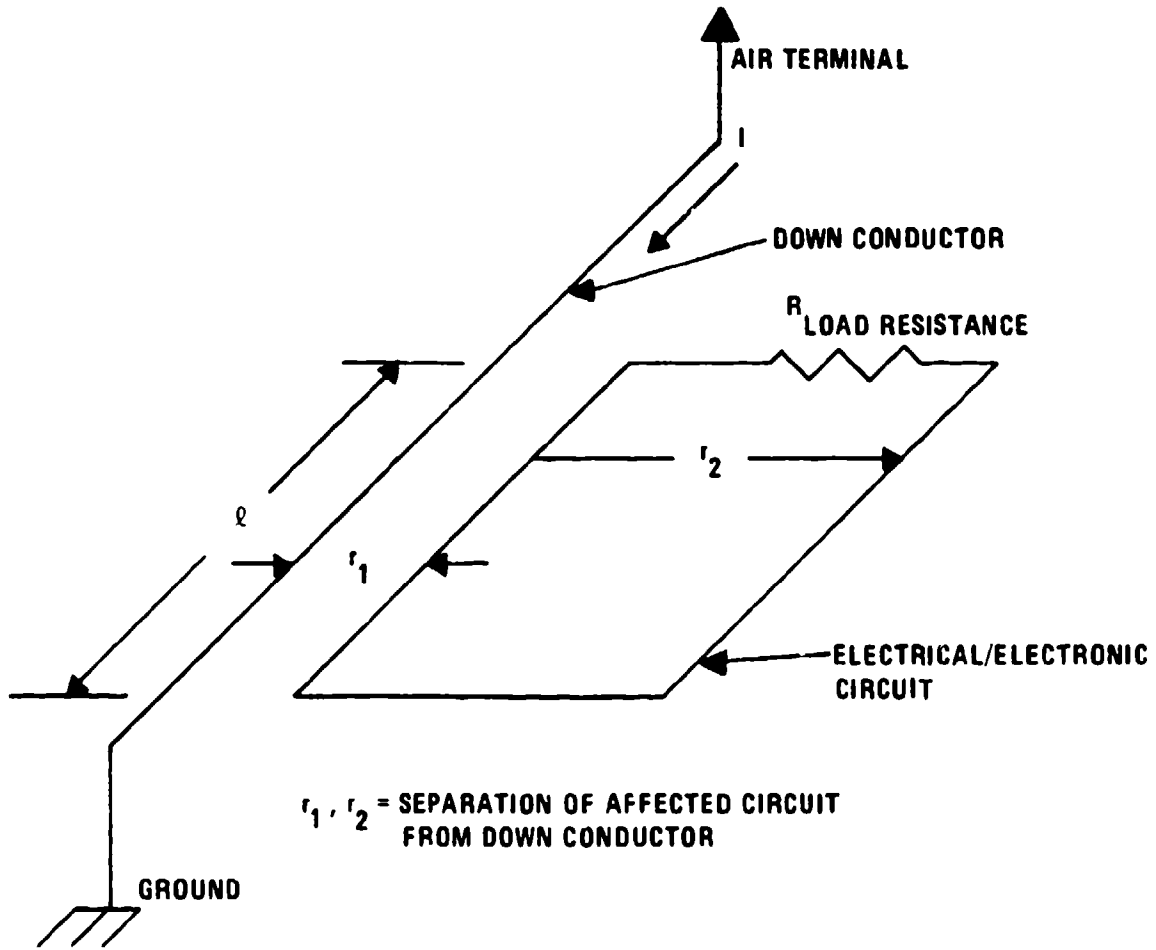 AIR TERMINAL
I
DOWN CONDUCTOR
R
LOAD RESISTANCE
r2
ℓ
r1
ELECTRICAL/ELECTRONIC
CIRCUIT
r1, r2 = SEPARATION OF AFFECTED CIRCUIT
FROM DOWN CONDUCTOR
GROUND